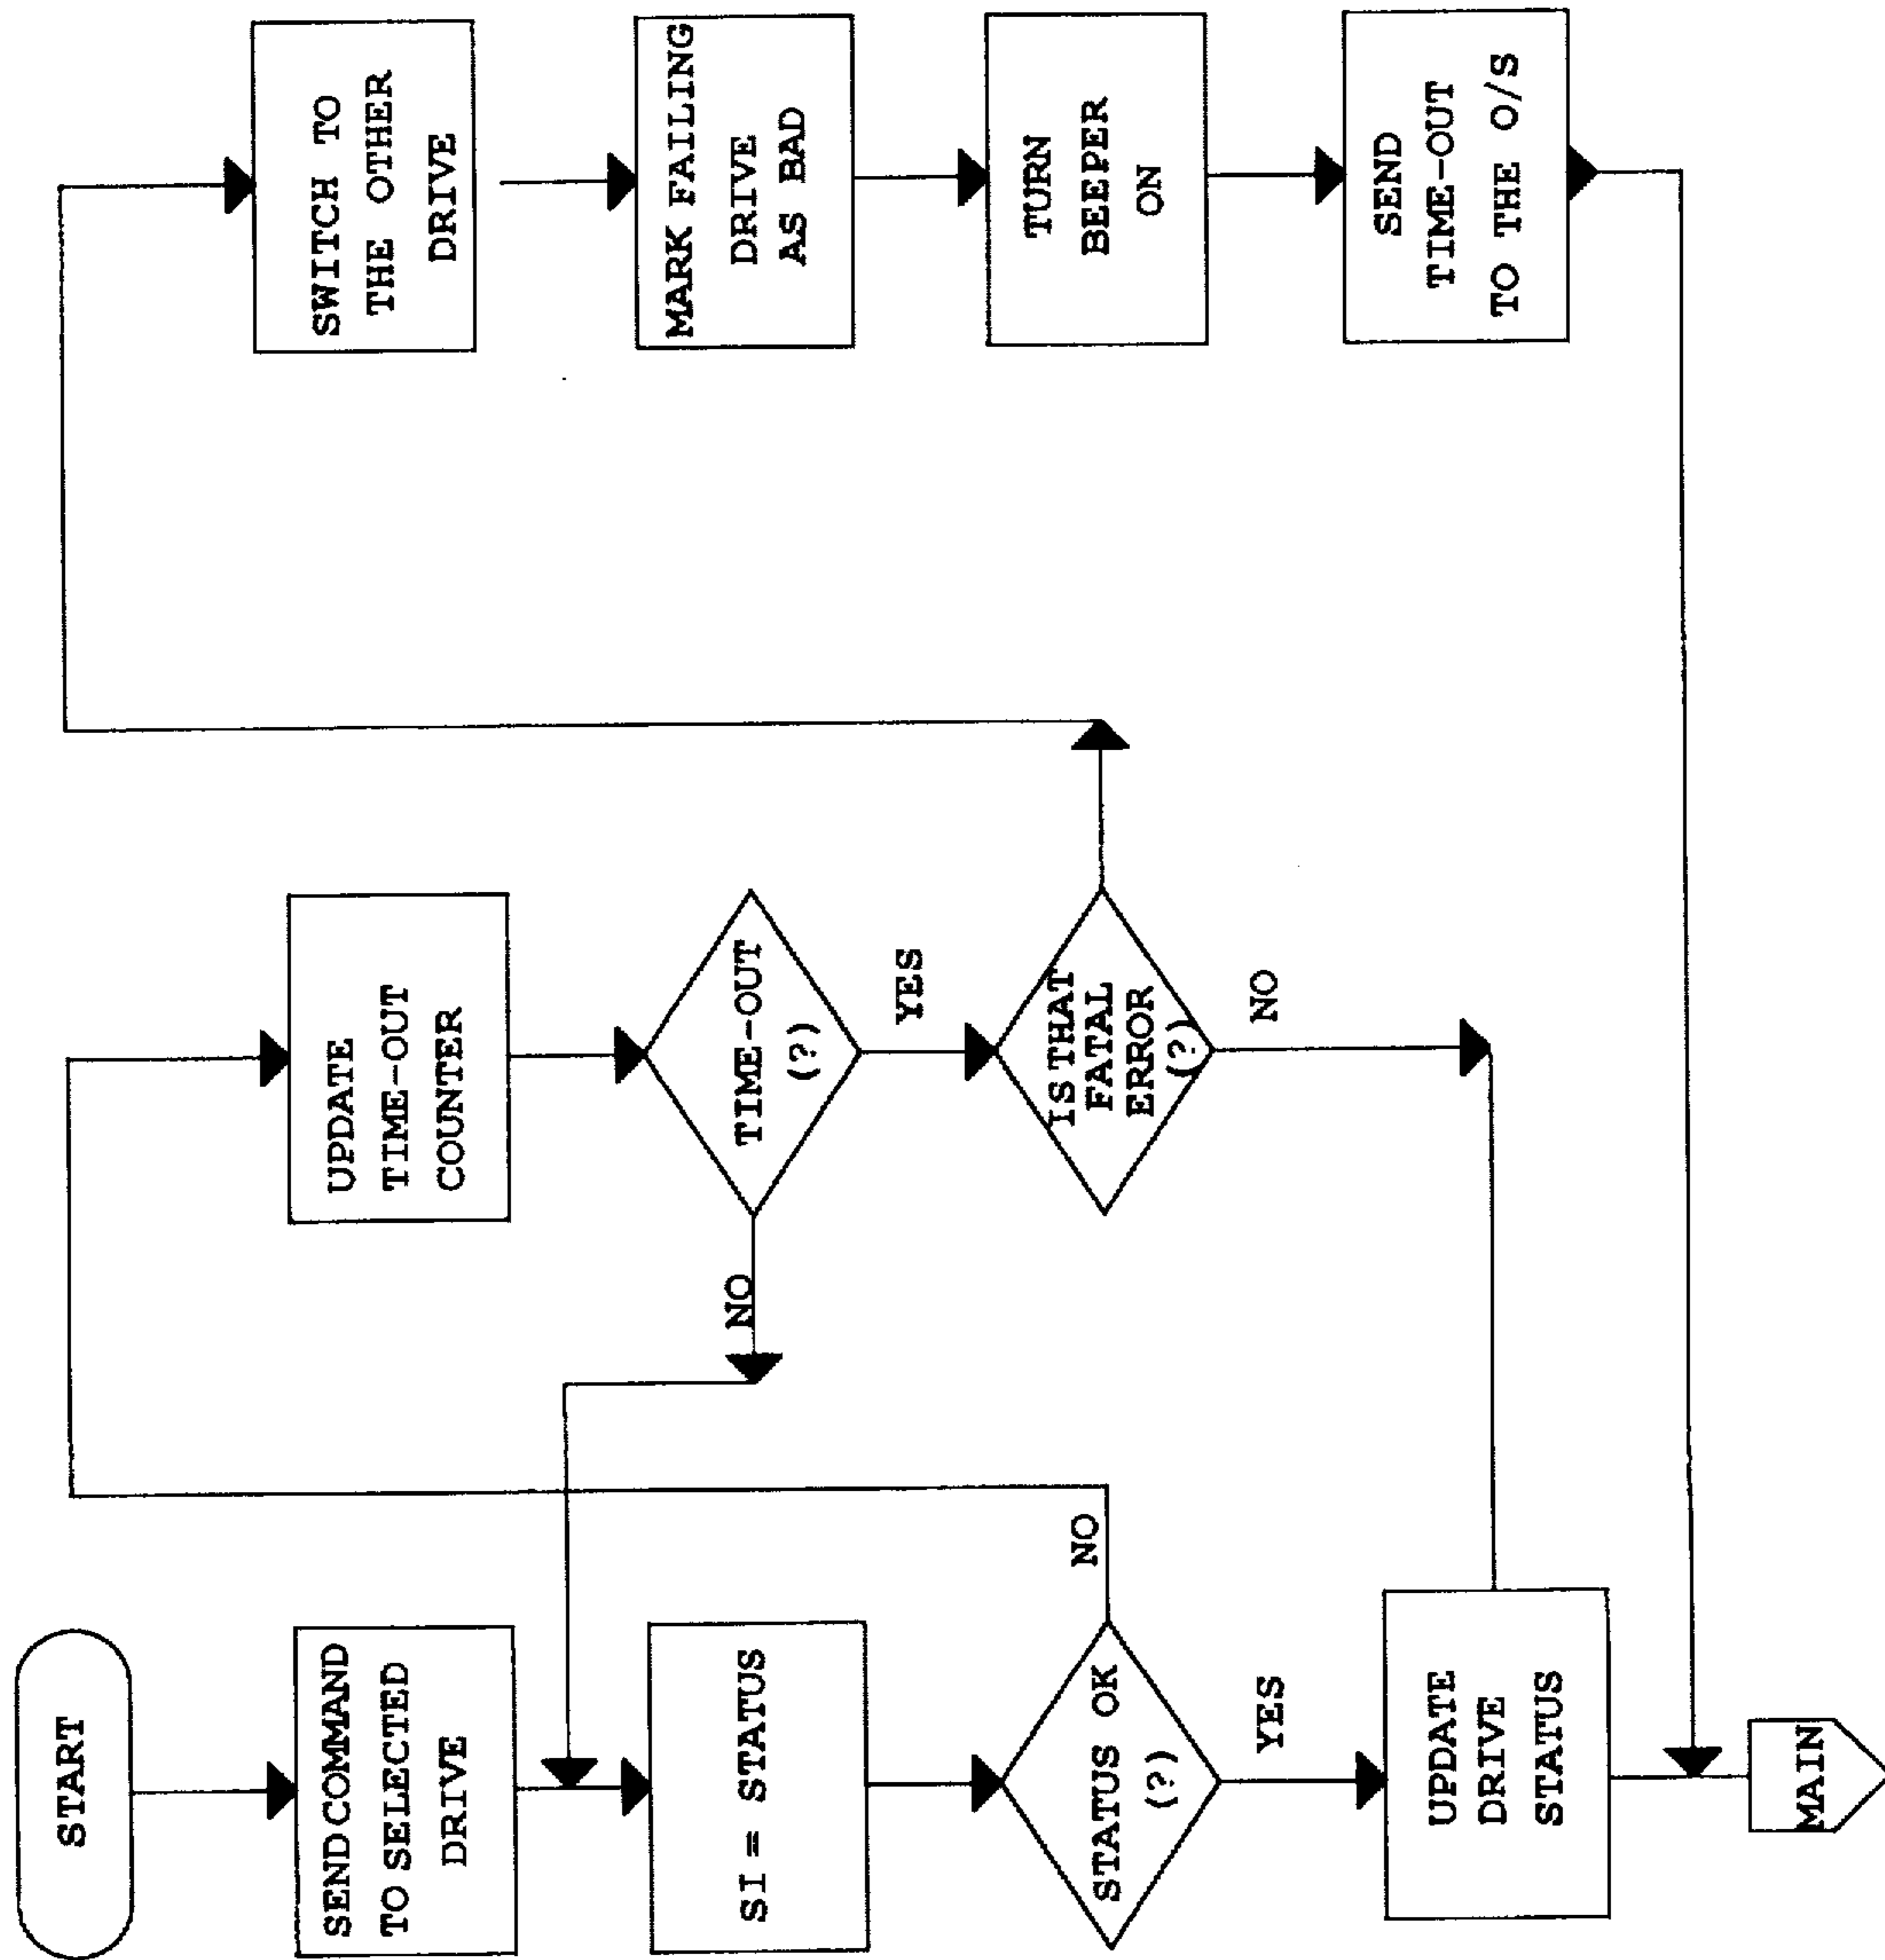 START
SEND COMMAND
TO SELECTED
DRIVE
SI = STATUS
STATUS OK
(?)
NO
YES
UPDATE
DRIVE
STATUS
MAIN
UPDATE
TIME-OUT
COUNTER
TIME-OUT
(?)
NO
YES
IS THAT
FATAL
ERROR
(?)
NO
SWITCH TO
THE OTHER
DRIVE
MARK FAILING
DRIVE
AS BAD
TURN
BEEPER
ON
SEND
TIME-OUT
TO THE O/S